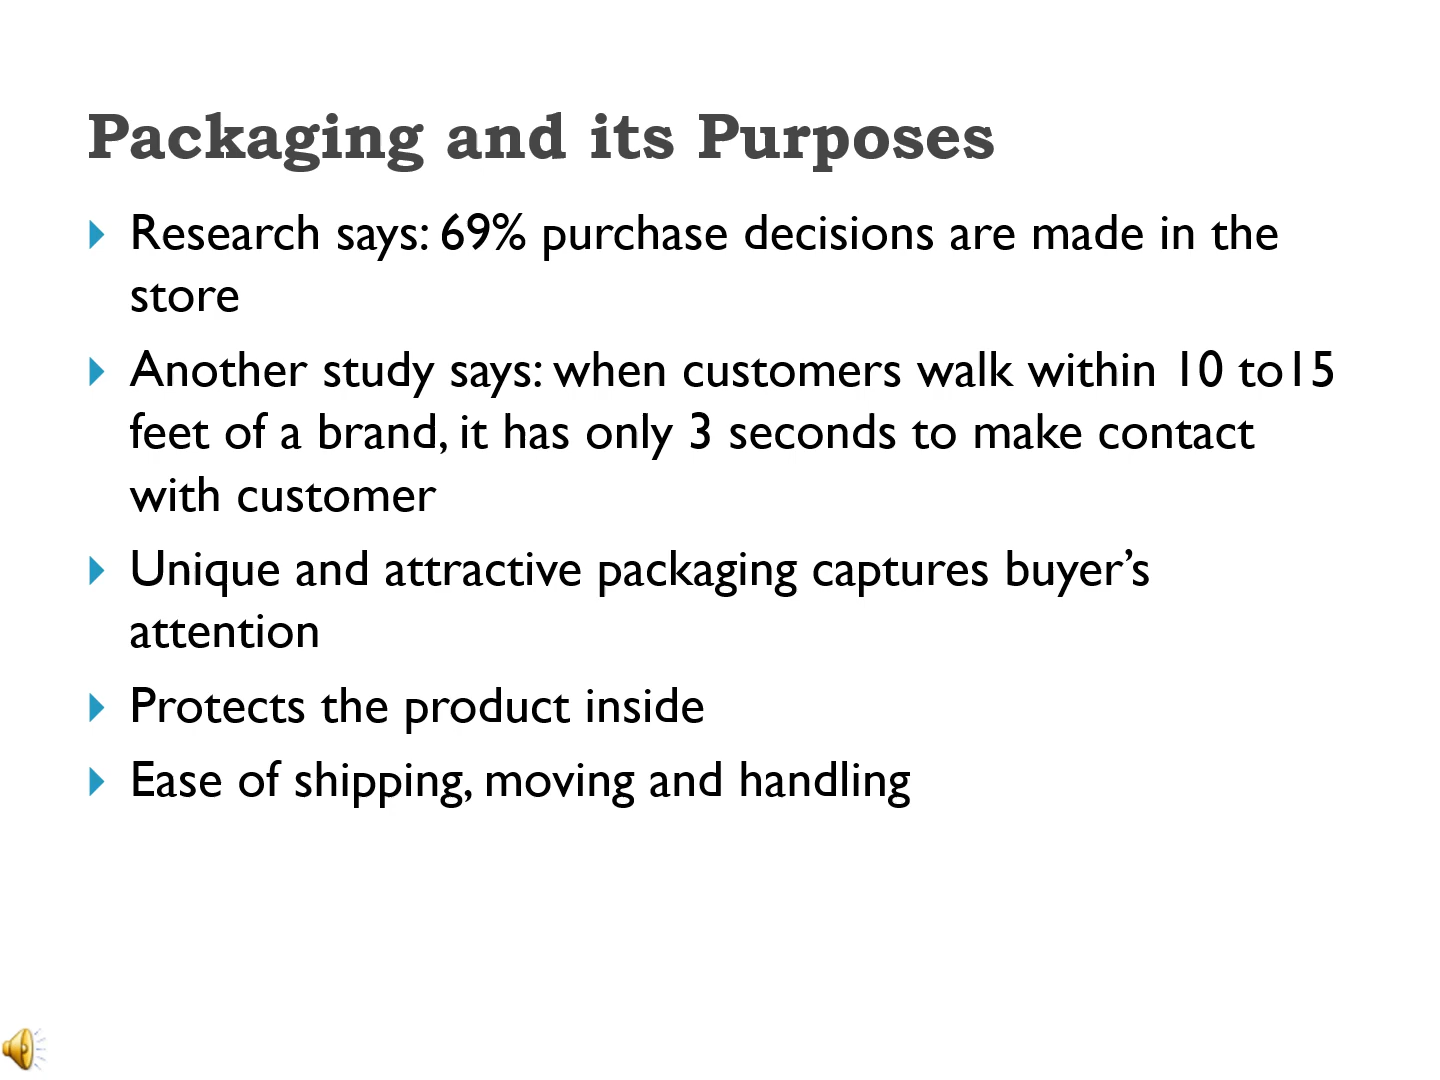 Packaging and its Purposes
Research says: 69% purchase decisions are made in the
store
Another study says: when customers walk within 10 to15
feet of a brand, it has only 3 seconds to make contact
with customer
Unique and attractive packaging captures buyer’s
attention
Protects the product inside
Ease of shipping, moving and handling